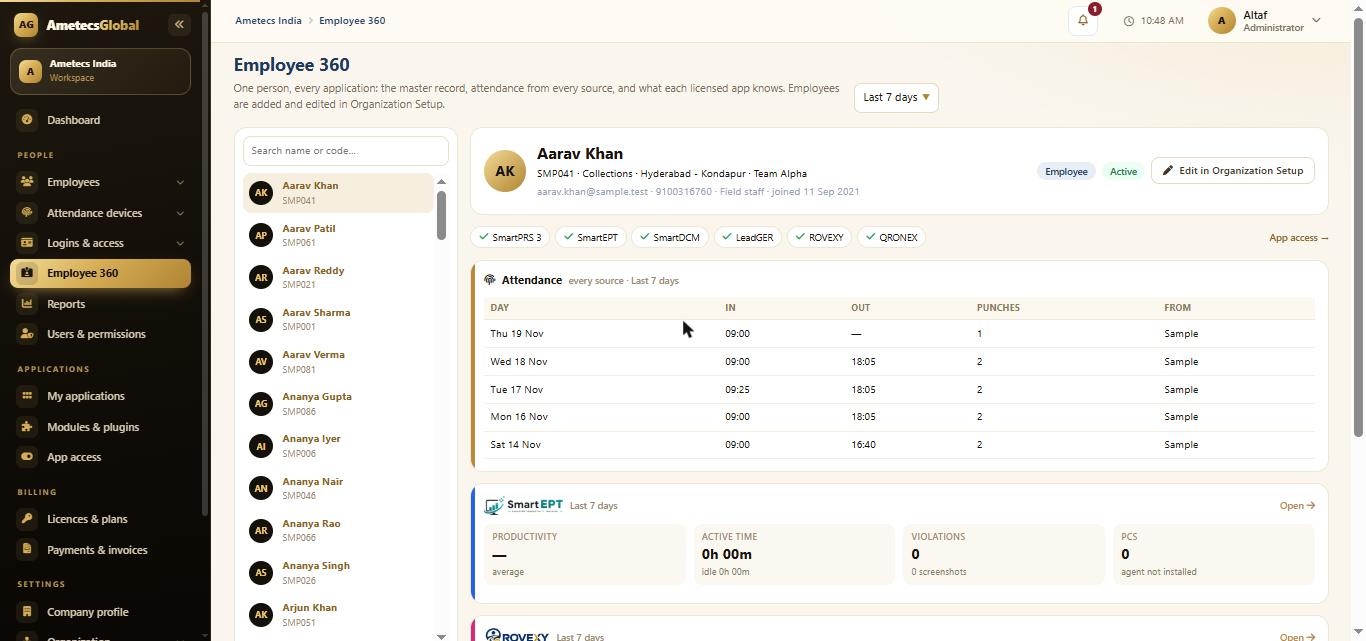 AG AmetecsGlobal
A Ametecs India
Workspace
Dashboard
PEOPLE
Employees
Attendance devices
Logins & access
Employee 360
Reports
Users & permissions
APPLICATIONS
My applications
Modules & plugins
App access
BILLING
Licences & plans
Payments & invoices
SETTINGS
Company profile
Ametecs India > Employee 360
1
10:48 AM
A Altaf
Administrator
Employee 360
One person, every application: the master record, attendance from every source, and what each licensed app knows. Employees
are added and edited in Organization Setup.
Last 7 days ▼
Search name or code...
AK Aarav Khan
SMP041
AP Aarav Patil
SMP061
AR Aarav Reddy
SMP021
AS Aarav Sharma
SMP001
AV Aarav Verma
SMP081
AG Ananya Gupta
SMP086
AI Ananya Iyer
SMP006
AN Ananya Nair
SMP046
AR Ananya Rao
SMP066
AS Ananya Singh
SMP026
AK Arjun Khan
SMP051
AK Aarav Khan
SMP041 · Collections · Hyderabad - Kondapur · Team Alpha
aarav.khan@sample.test · 9100316760 · Field staff · joined 11 Sep 2021
Employee Active Edit in Organization Setup
SmartPRS 3 SmartEPT SmartDCM LeadGER ROVEXY QRONEX App access →
Attendance every source · Last 7 days
DAY IN OUT PUNCHES FROM
Thu 19 Nov 09:00 — 1 Sample
Wed 18 Nov 09:00 18:05 2 Sample
Tue 17 Nov 09:25 18:05 2 Sample
Mon 16 Nov 09:00 18:05 2 Sample
Sat 14 Nov 09:00 16:40 2 Sample
SmartEPT Last 7 days Open →
PRODUCTIVITY ACTIVE TIME VIOLATIONS PCS
— 0h 00m 0 0
average idle 0h 00m 0 screenshots agent not installed
ROVEXY Last 7 days Open →